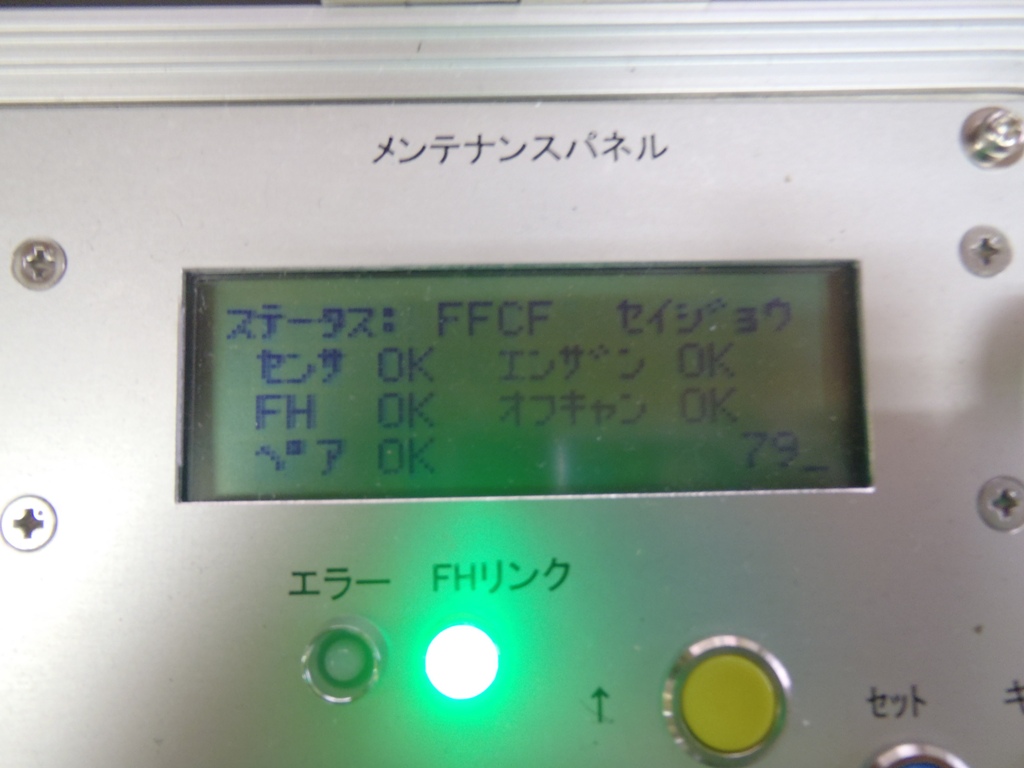 メンテナンスパネル
ステータス: FFCF セイジョウ
センサ OK エンザン OK
FH OK オフキャン OK
ペア OK 79_
エラー FHリンク
↑ セット キ